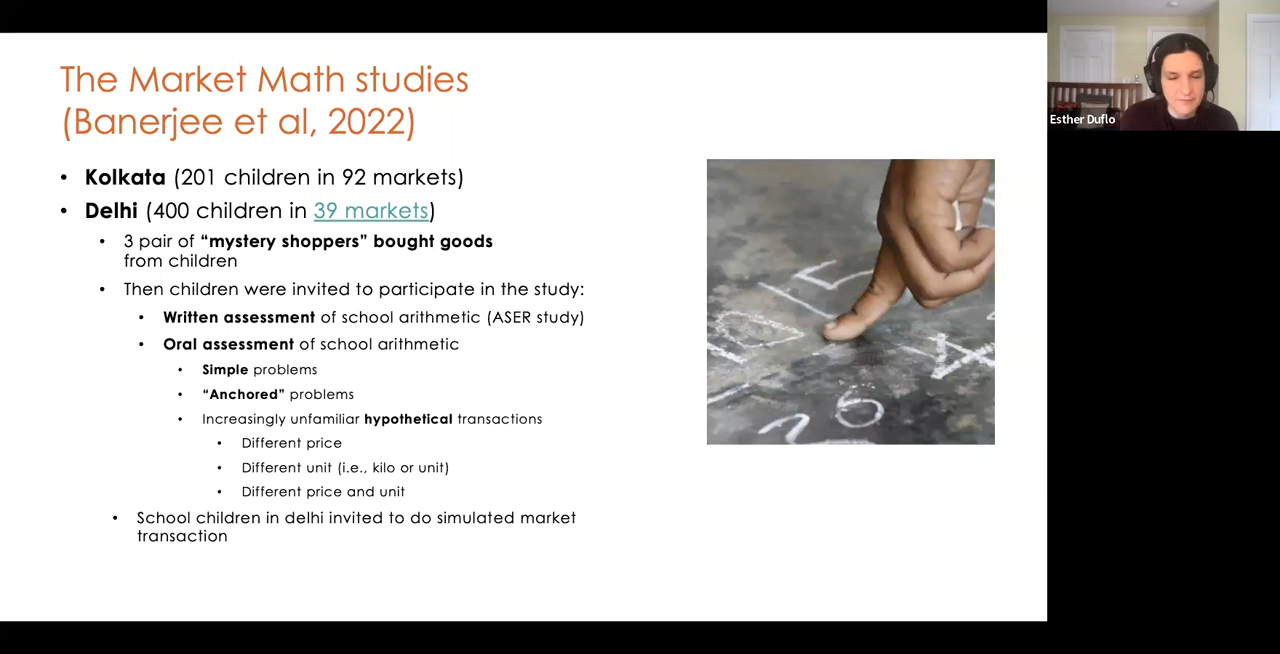 The Market Math studies
(Banerjee et al, 2022)
• Kolkata (201 children in 92 markets)
• Delhi (400 children in 39 markets)
• 3 pair of “mystery shoppers” bought goods
from children
• Then children were invited to participate in the study:
• Written assessment of school arithmetic (ASER study)
• Oral assessment of school arithmetic
• Simple problems
• “Anchored” problems
• Increasingly unfamiliar hypothetical transactions
• Different price
• Different unit (i.e., kilo or unit)
• Different price and unit
• School children in delhi invited to do simulated market
transaction
26
Esther Duflo